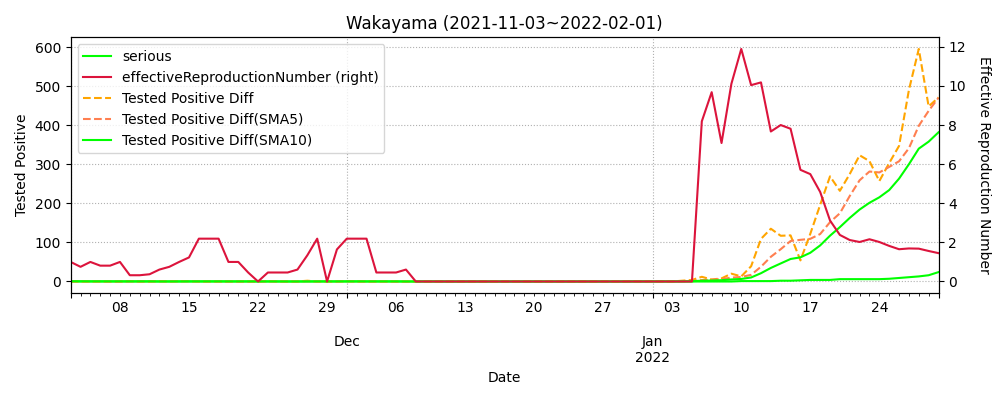 Wakayama (2021-11-03~2022-02-01)
serious
effectiveReproductionNumber (right)
Tested Positive Diff
Tested Positive Diff(SMA5)
Tested Positive Diff(SMA10)
Tested Positive
600
500
400
300
200
100
0
12
10
8
6
4
2
0
Effective Reproduction Number
08 15 22 29 06 13 20 27 03 10 17 24
Dec Jan
2022
Date